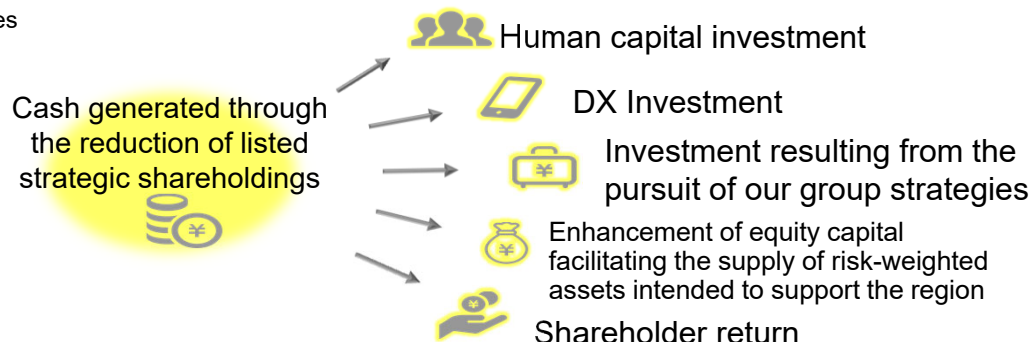 es
Human capital investment
DX Investment
Cash generated through
the reduction of listed
strategic shareholdings
¥
Investment resulting from the
pursuit of our group strategies
¥
Enhancement of equity capital
facilitating the supply of risk-weighted
assets intended to support the region
¥
¥
Shareholder return